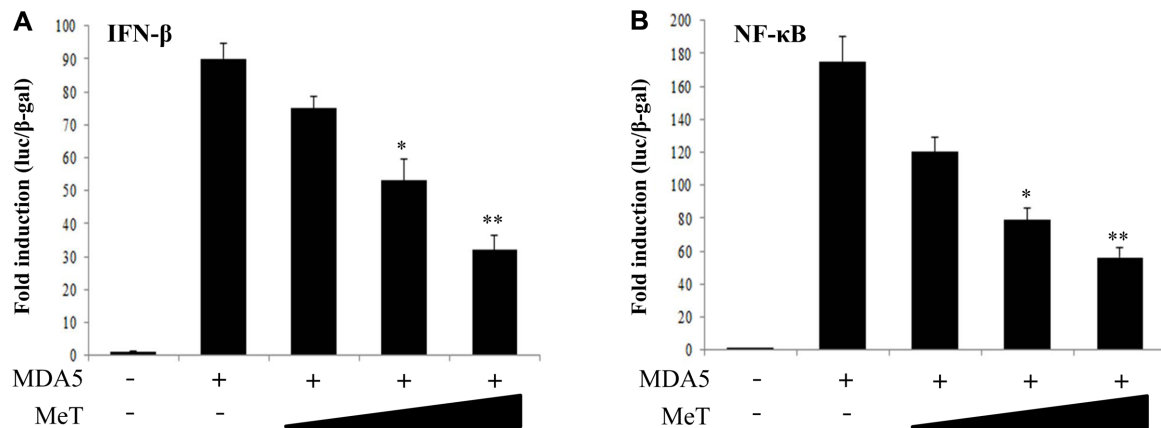 A
IFN-β
Fold induction (luc/β-gal)
100
90
80
70
60
50
40
30
20
10
0
*
**
MDA5 - + + + +
MeT - -
B
NF-κB
Fold induction (luc/β-gal)
200
180
160
140
120
100
80
60
40
20
0
*
**
MDA5 - + + + +
MeT - -